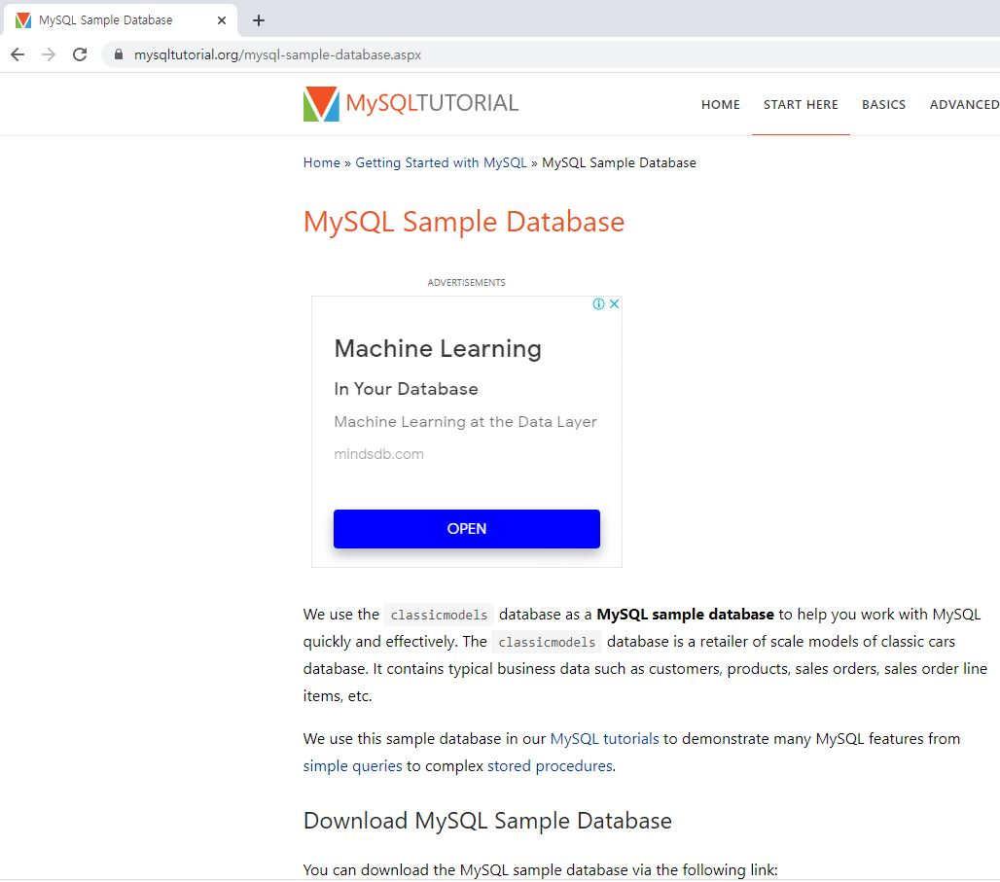 MySQL Sample Database
mysqltutorial.org/mysql-sample-database.aspx
MySQLTUTORIAL
HOME START HERE BASICS ADVANCED
Home » Getting Started with MySQL » MySQL Sample Database
MySQL Sample Database
ADVERTISEMENTS
Machine Learning
In Your Database
Machine Learning at the Data Layer
mindsdb.com
OPEN
We use the classicmodels database as a MySQL sample database to help you work with MySQL
quickly and effectively. The classicmodels database is a retailer of scale models of classic cars
database. It contains typical business data such as customers, products, sales orders, sales order line
items, etc.
We use this sample database in our MySQL tutorials to demonstrate many MySQL features from
simple queries to complex stored procedures.
Download MySQL Sample Database
You can download the MySQL sample database via the following link: